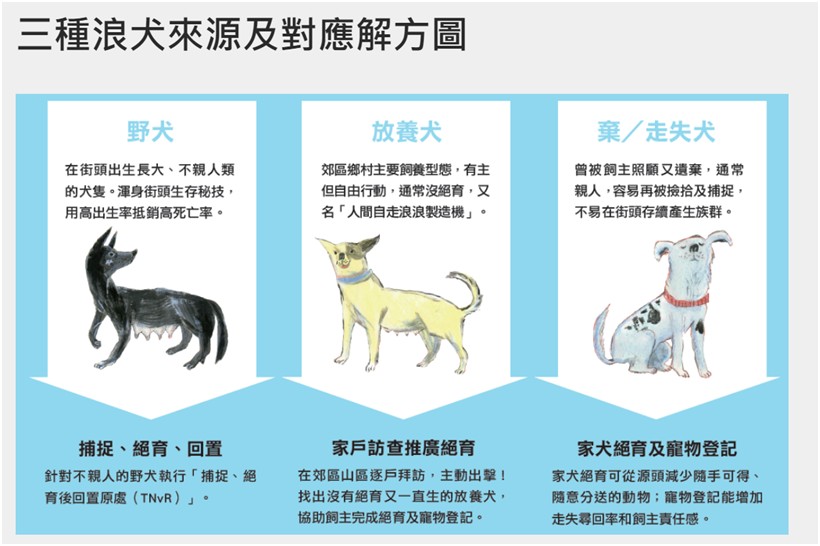 三種浪犬來源及對應解方圖
野犬
在街頭出生長大、不親人類
的犬隻。渾身街頭生存秘技，
用高出生率抵銷高死亡率。
放養犬
郊區鄉村主要飼養型態，有主
但自由行動，通常沒絕育，又
名「人間自走浪浪製造機」。
棄／走失犬
曾被飼主照顧又遺棄，通常
親人，容易再被撿拾及捕捉，
不易在街頭存續產生族群。
捕捉、絕育、回置
針對不親人的野犬執行「捕捉、絕
育後回置原處（TNvR）」。
家戶訪查推廣絕育
在郊區山區逐戶拜訪，主動出擊！
找出沒有絕育又一直生的放養犬，
協助飼主完成絕育及寵物登記。
家犬絕育及寵物登記
家犬絕育可從源頭減少隨手可得、
隨意分送的動物；寵物登記能增加
走失尋回率和飼主責任感。